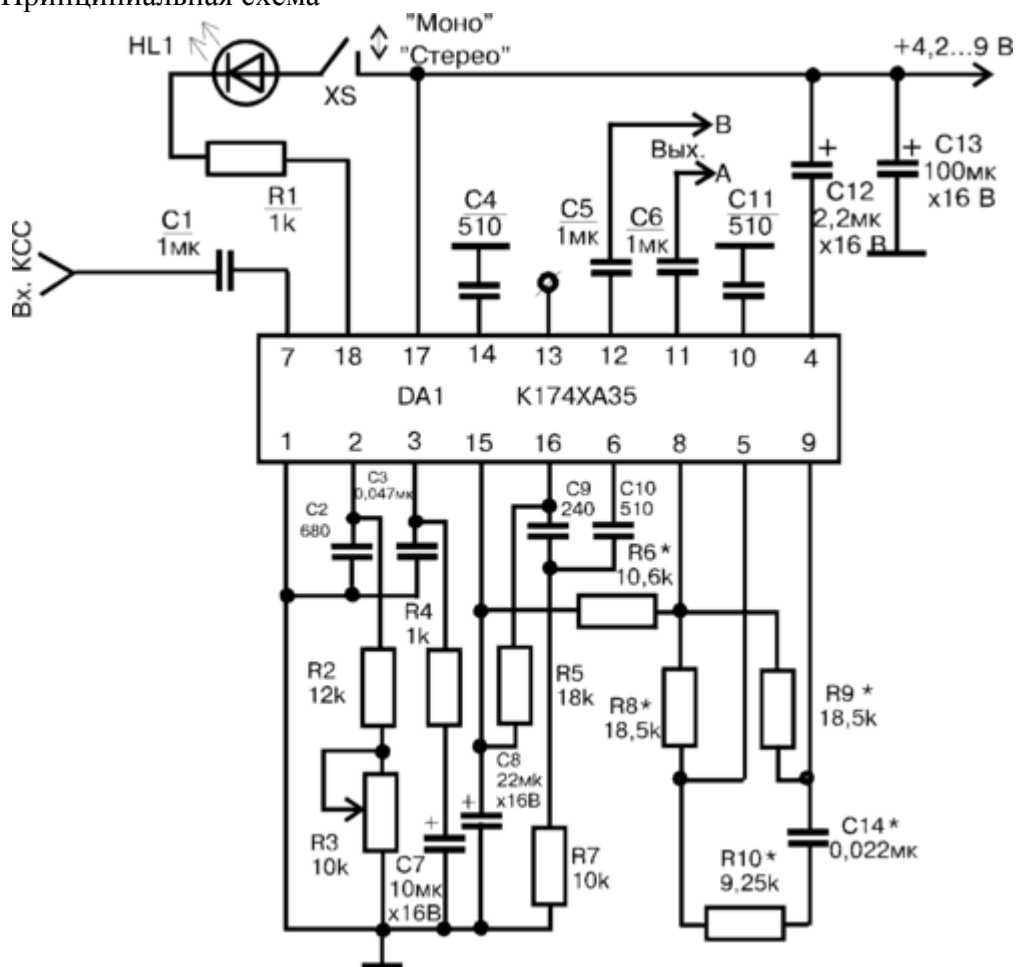 Принципиальная схема
"Моно"
"Стерео"
HL1
XS
+4,2...9 В
R1
1k
C1
1мк
Вх. КСС
C4
510
C5
1мк
B
Вых.
A
C6
1мк
C11
510
C12
2,2мк
x16 В
C13
100мк
x16 В
7 18 17 14 13 12 11 10 4
DA1 К174ХА35
1 2 3 15 16 6 8 5 9
C2
680
C3
0,047мк
C9
240
C10
510
R6*
10,6k
R4
1k
R2
12k
R5
18k
R8*
18,5k
R9*
18,5k
R3
10k
C7
10мк
x16В
C8
22мк
x16В
R7
10k
R10*
9,25k
C14*
0,022мк